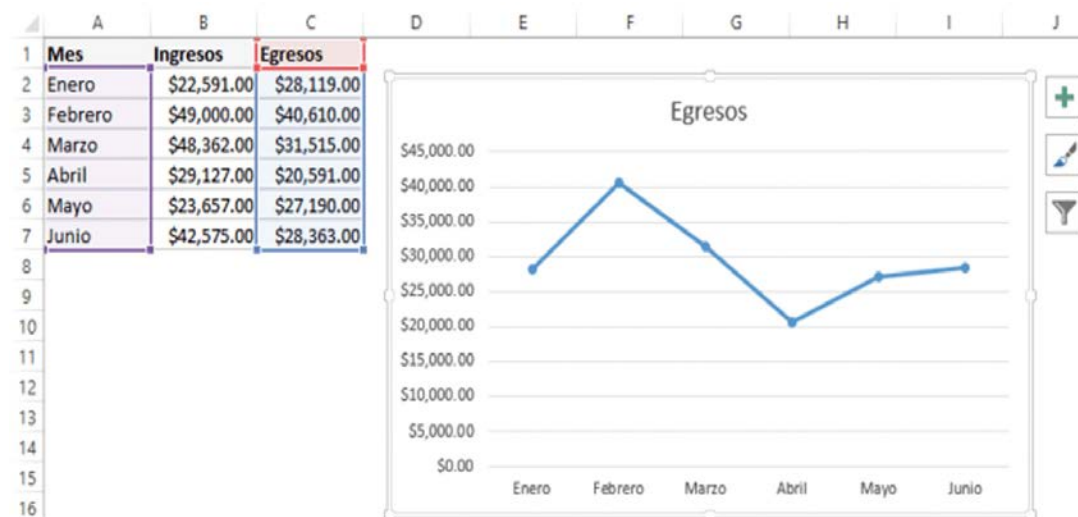 A B C D E F G H I J
1 Mes Ingresos Egresos
2 Enero $22,591.00 $28,119.00
3 Febrero $49,000.00 $40,610.00
4 Marzo $48,362.00 $31,515.00
5 Abril $29,127.00 $20,591.00
6 Mayo $23,657.00 $27,190.00
7 Junio $42,575.00 $28,363.00
8
9
10
11
12
13
14
15
16
Egresos
$45,000.00
$40,000.00
$35,000.00
$30,000.00
$25,000.00
$20,000.00
$15,000.00
$10,000.00
$5,000.00
$0.00
Enero Febrero Marzo Abril Mayo Junio